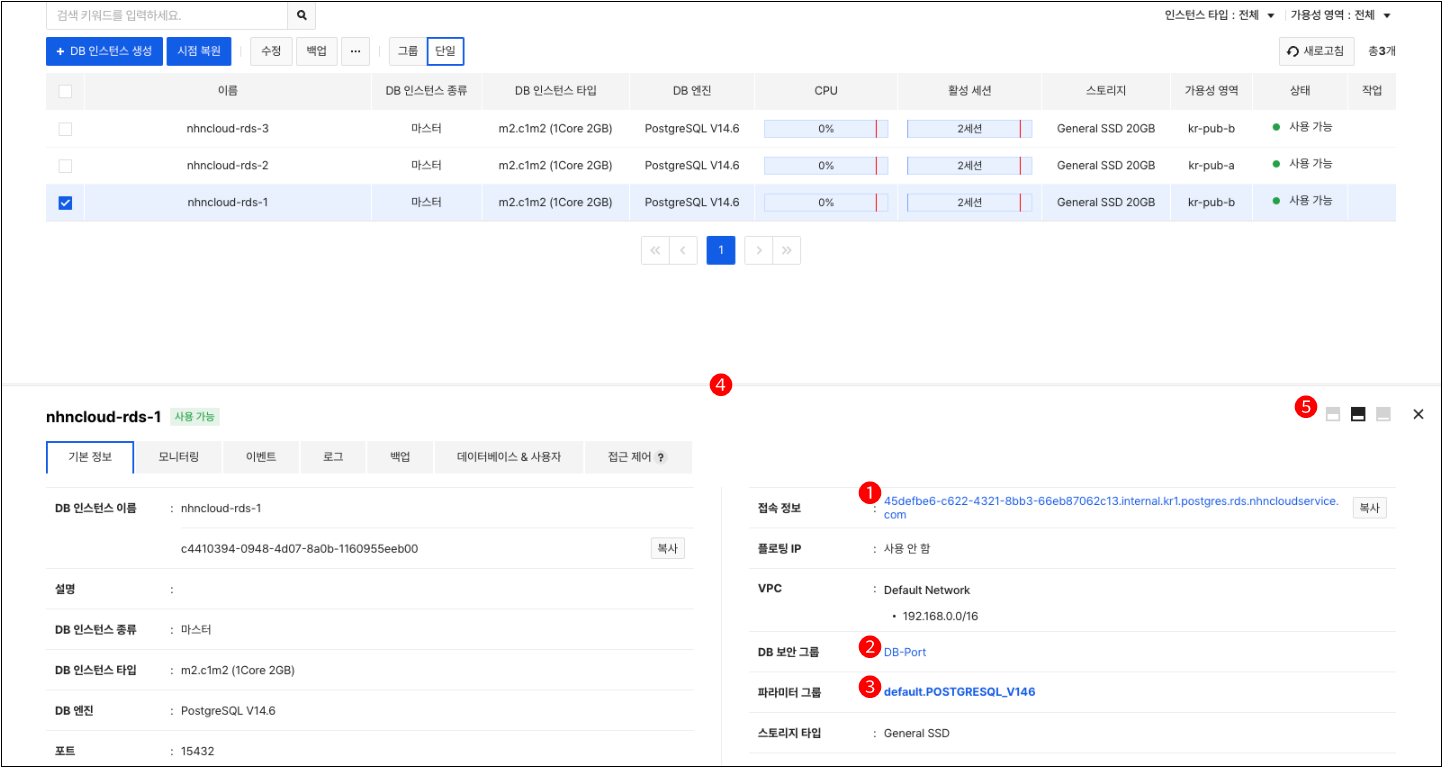 검색 키워드를 입력하세요.
인스턴스 타입 : 전체 가용성 영역 : 전체
+ DB 인스턴스 생성 시점 복원 수정 백업 ... 그룹 단일 새로고침 총3개
이름 DB 인스턴스 종류 DB 인스턴스 타입 DB 엔진 CPU 활성 세션 스토리지 가용성 영역 상태 작업
nhncloud-rds-3 마스터 m2.c1m2 (1Core 2GB) PostgreSQL V14.6 0% 2세션 General SSD 20GB kr-pub-b 사용 가능
nhncloud-rds-2 마스터 m2.c1m2 (1Core 2GB) PostgreSQL V14.6 0% 2세션 General SSD 20GB kr-pub-a 사용 가능
nhncloud-rds-1 마스터 m2.c1m2 (1Core 2GB) PostgreSQL V14.6 0% 2세션 General SSD 20GB kr-pub-b 사용 가능
1
4
nhncloud-rds-1 사용 가능
5
기본 정보 모니터링 이벤트 로그 백업 데이터베이스 & 사용자 접근 제어 ?
DB 인스턴스 이름 : nhncloud-rds-1
c4410394-0948-4d07-8a0b-1160955eeb00 복사
설명 :
DB 인스턴스 종류 : 마스터
DB 인스턴스 타입 : m2.c1m2 (1Core 2GB)
DB 엔진 : PostgreSQL V14.6
포트 : 15432
접속 정보 : 1 45defbe6-c622-4321-8bb3-66eb87062c13.internal.kr1.postgres.rds.nhncloudservice.
com 복사
플로팅 IP : 사용 안 함
VPC : Default Network
• 192.168.0.0/16
DB 보안 그룹 2 DB-Port
파라미터 그룹 3 default.POSTGRESQL_V146
스토리지 타입 : General SSD